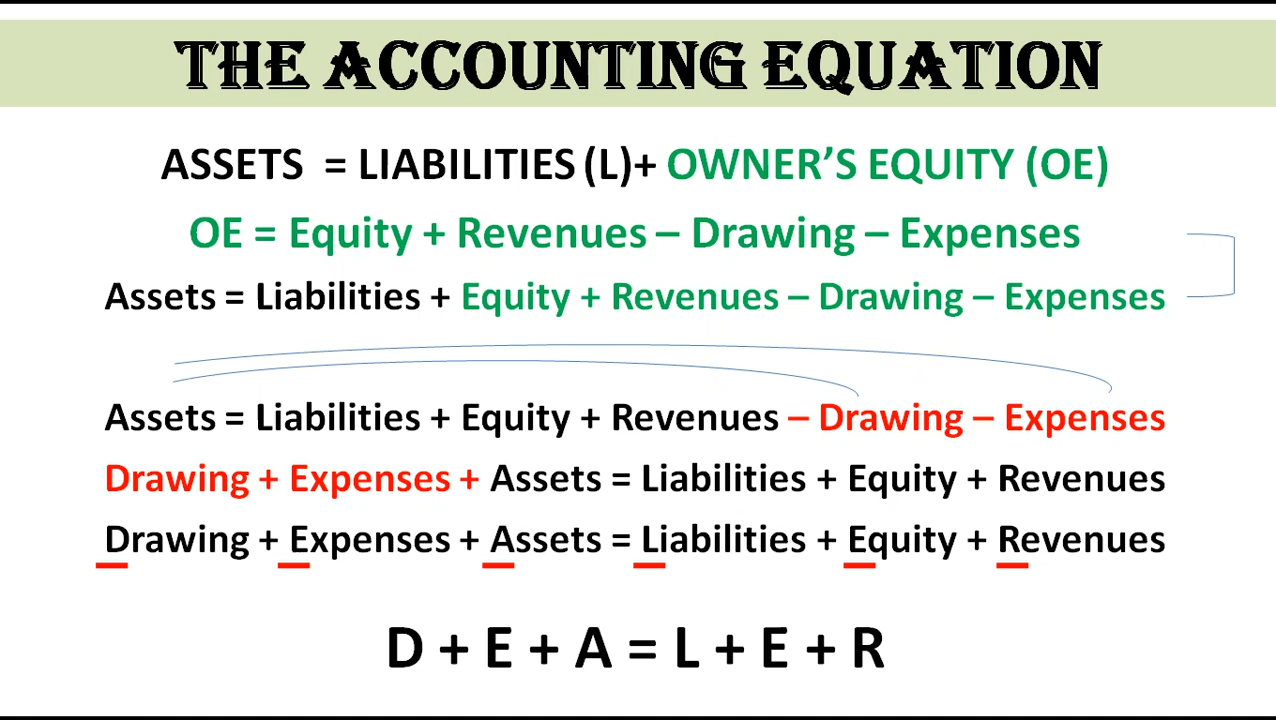 THE ACCOUNTING EQUATION
ASSETS = LIABILITIES (L)+ OWNER’S EQUITY (OE)
OE = Equity + Revenues – Drawing – Expenses
Assets = Liabilities + Equity + Revenues – Drawing – Expenses
Assets = Liabilities + Equity + Revenues – Drawing – Expenses
Drawing + Expenses + Assets = Liabilities + Equity + Revenues
Drawing + Expenses + Assets = Liabilities + Equity + Revenues
D + E + A = L + E + R